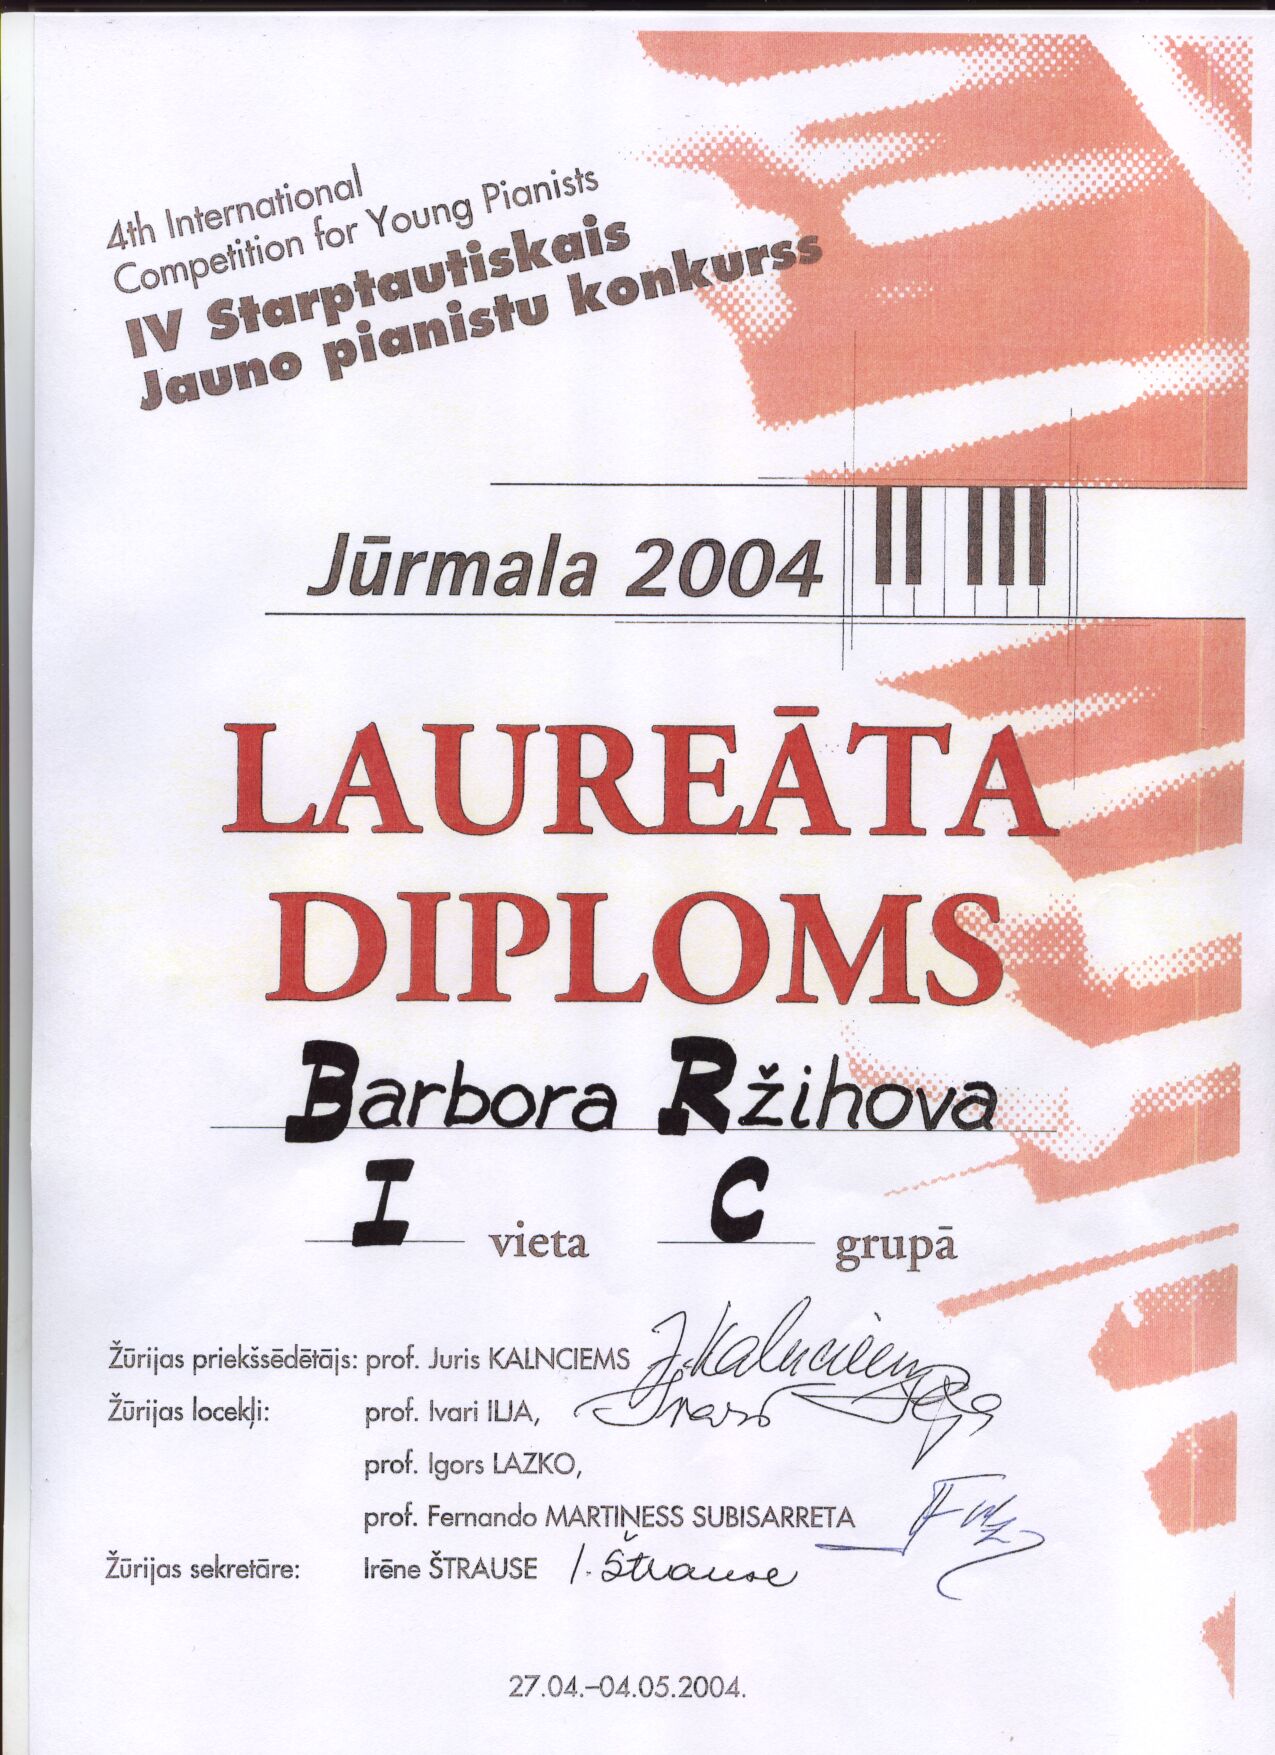 4th International
Competition for Young Pianists
IV Starptautiskais
Jauno pianistu konkurss
Jūrmala 2004
LAUREĀTA
DIPLOMS
Barbora Ržihova
I vieta C grupā
Žūrijas priekšsēdētājs: prof. Juris KALNCIEMS J. Kalnciems
Žūrijas locekļi: prof. Ivari ILJA,
prof. Igors LAZKO,
prof. Fernando MARTIŅESS SUBISARRETA
Žūrijas sekretāre: Irēne ŠTRAUSE I. Štrause
27.04.–04.05.2004.